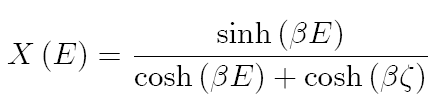 X (E) = sinh (βE) / cosh (βE) + cosh (βζ)